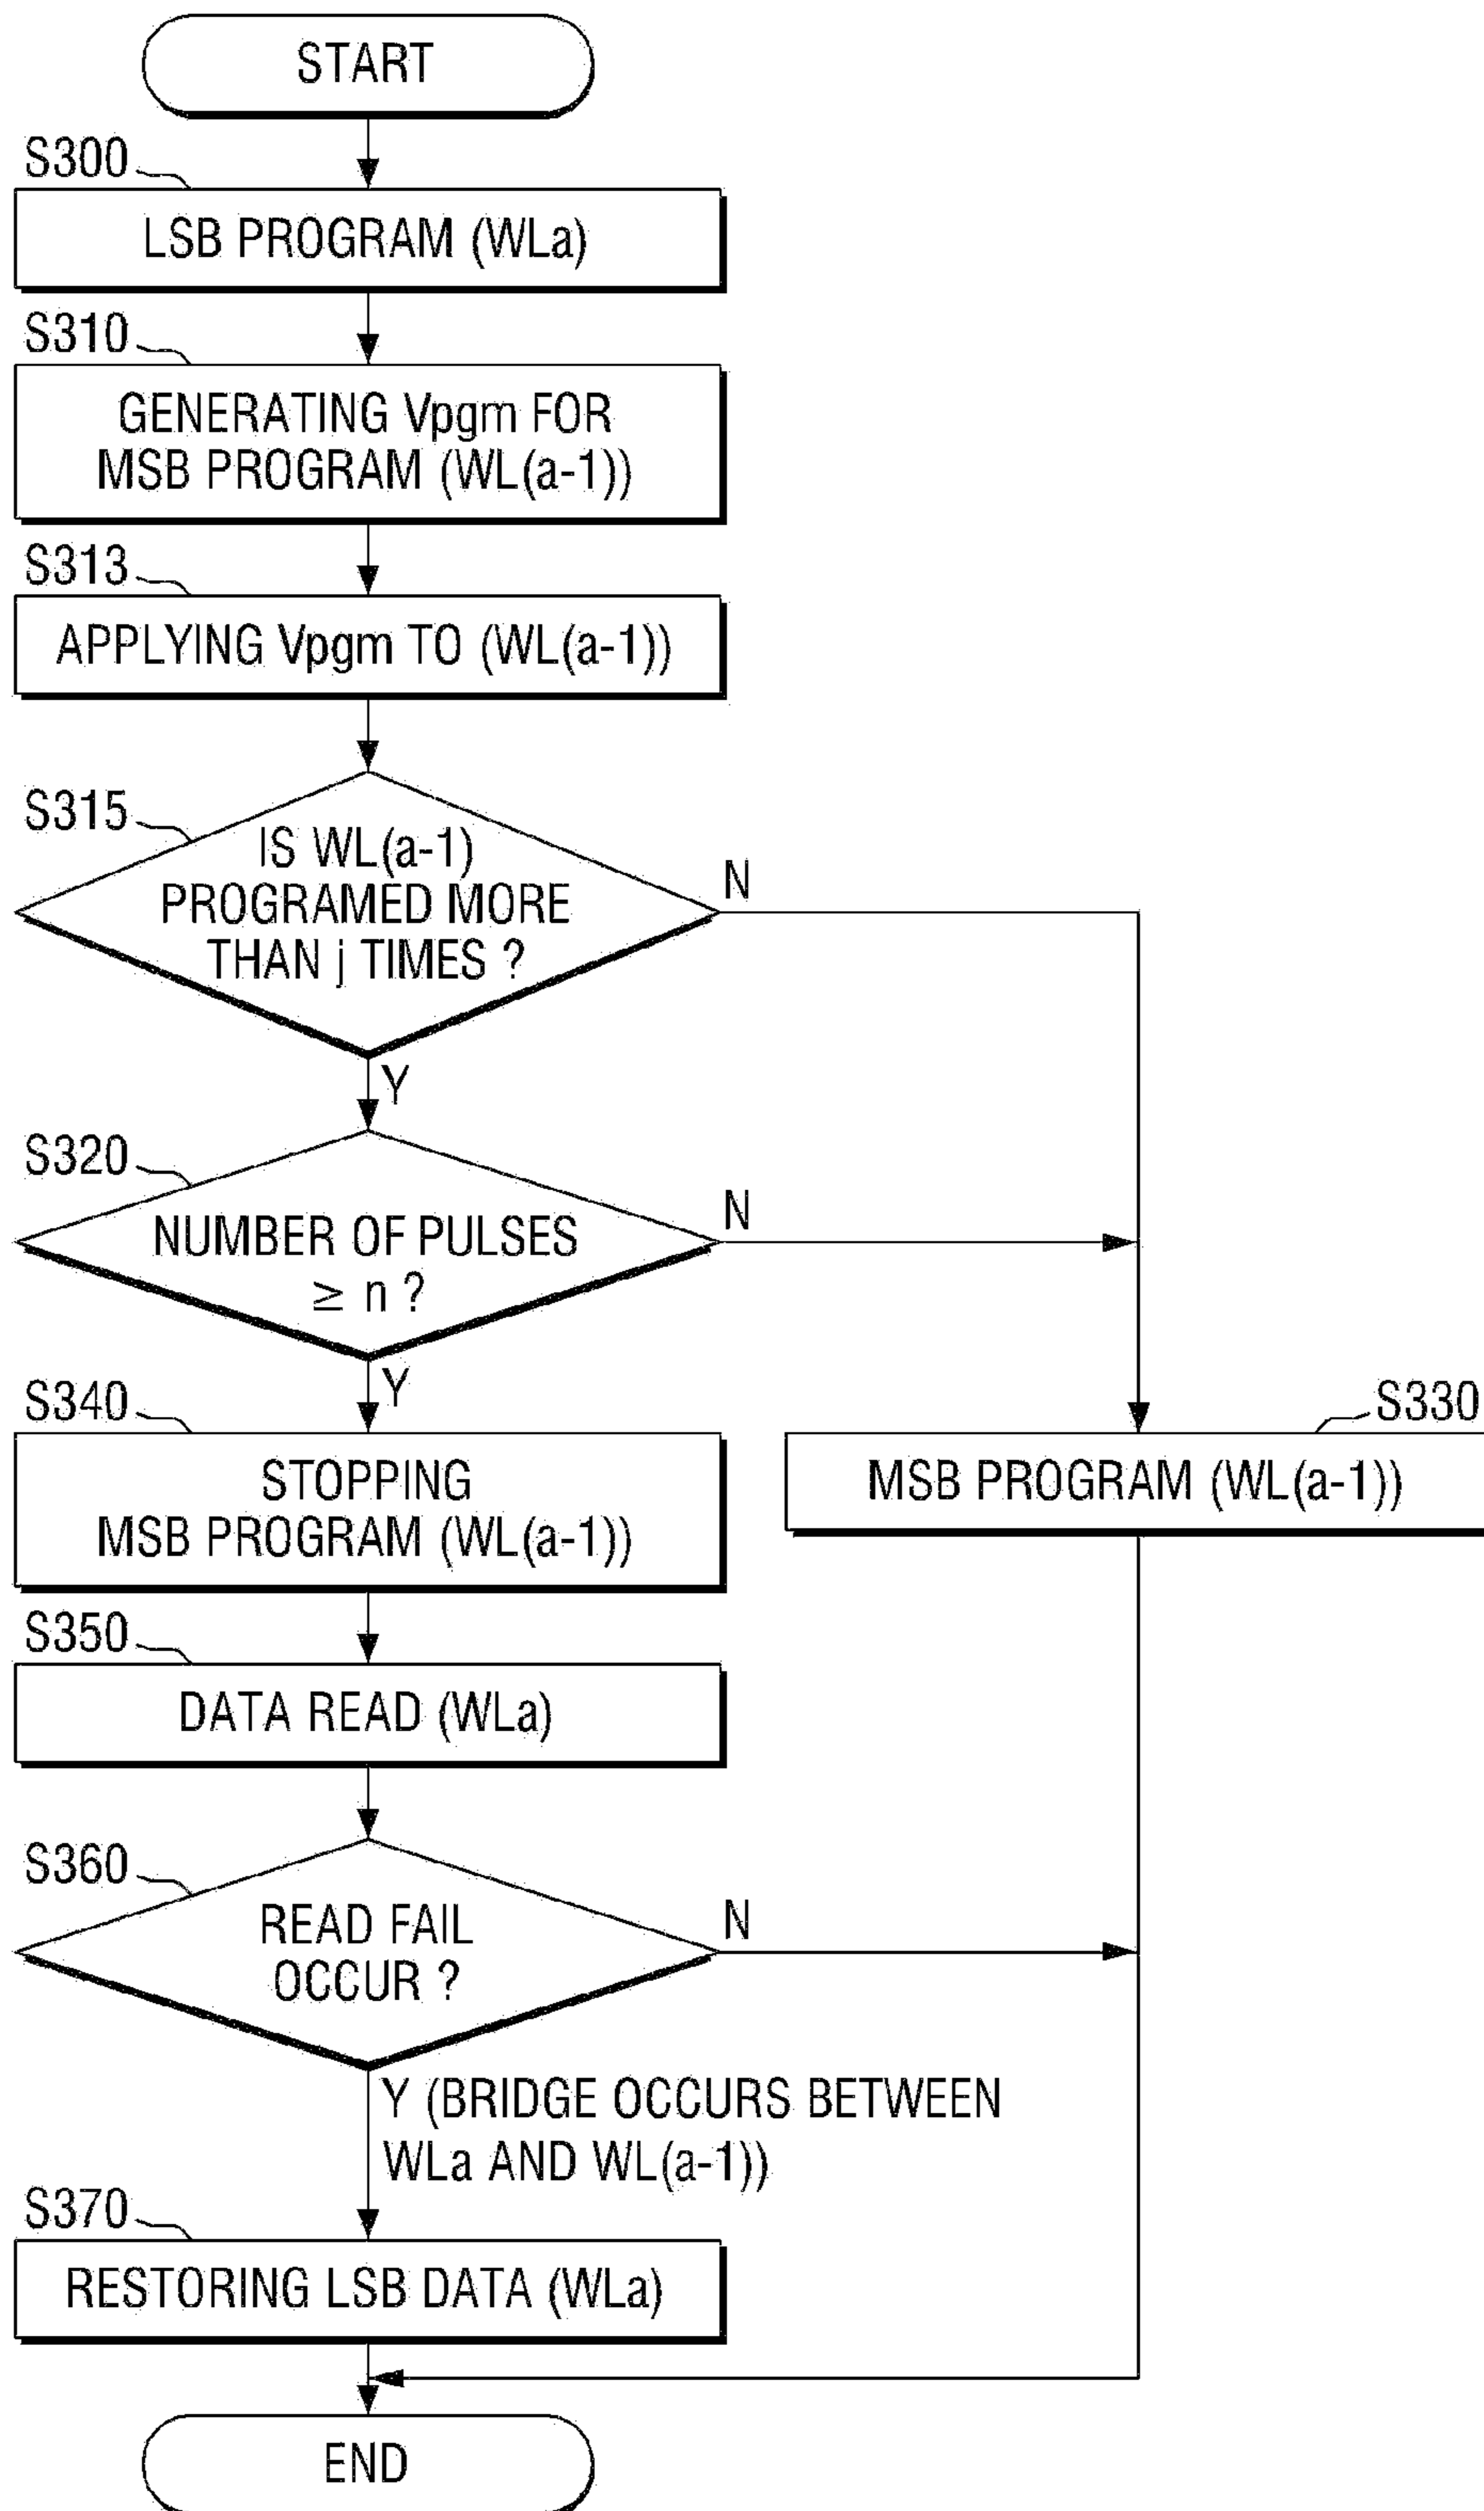 START
S300
LSB PROGRAM (WLa)
S310
GENERATING Vpgm FOR
MSB PROGRAM (WL(a-1))
S313
APPLYING Vpgm TO (WL(a-1))
S315
IS WL(a-1)
PROGRAMED MORE
THAN j TIMES ?
N
Y
S320
NUMBER OF PULSES
≥ n ?
N
Y
S340
STOPPING
MSB PROGRAM (WL(a-1))
S330
MSB PROGRAM (WL(a-1))
S350
DATA READ (WLa)
S360
READ FAIL
OCCUR ?
N
Y (BRIDGE OCCURS BETWEEN
WLa AND WL(a-1))
S370
RESTORING LSB DATA (WLa)
END